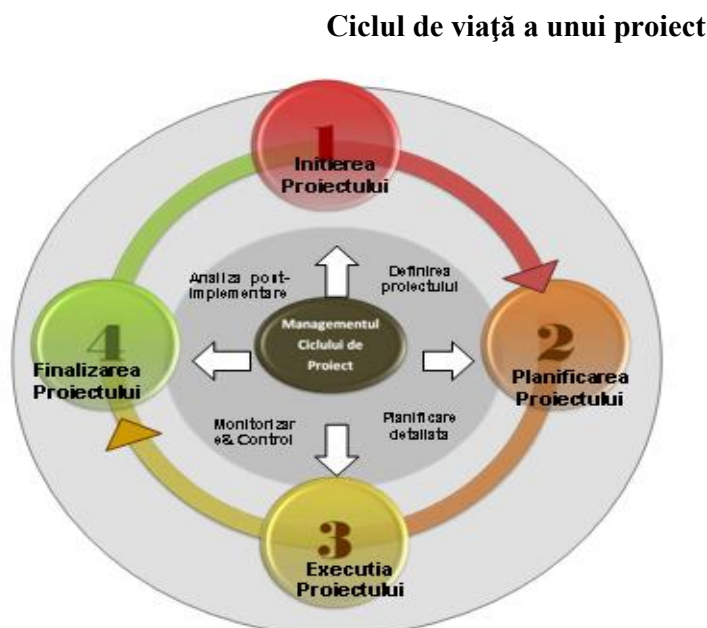 Ciclul de viaţă a unui proiect
1
Initierea
Proiectului
Analiza post-
implementare
Definirea
proiectului
Managementul
Ciclului de
Proiect
4
Finalizarea
Proiectului
2
Planificarea
Proiectului
Monitorizar
e& Control
Planificare
detaliata
3
Executia
Proiectului